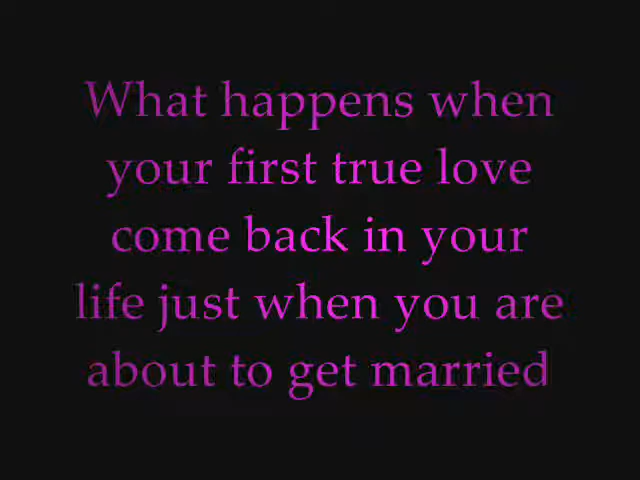 What happens when
your first true love
come back in your
life just when you are
about to get married